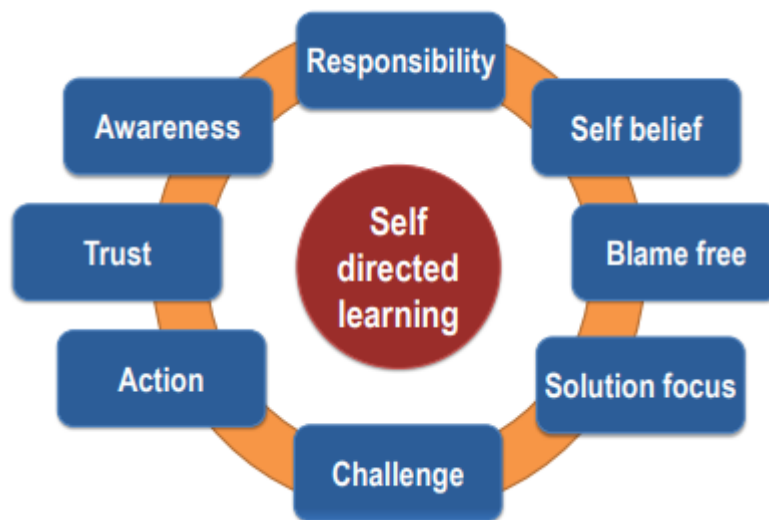 Responsibility
Awareness
Self belief
Trust
Self
directed
learning
Blame free
Action
Solution focus
Challenge